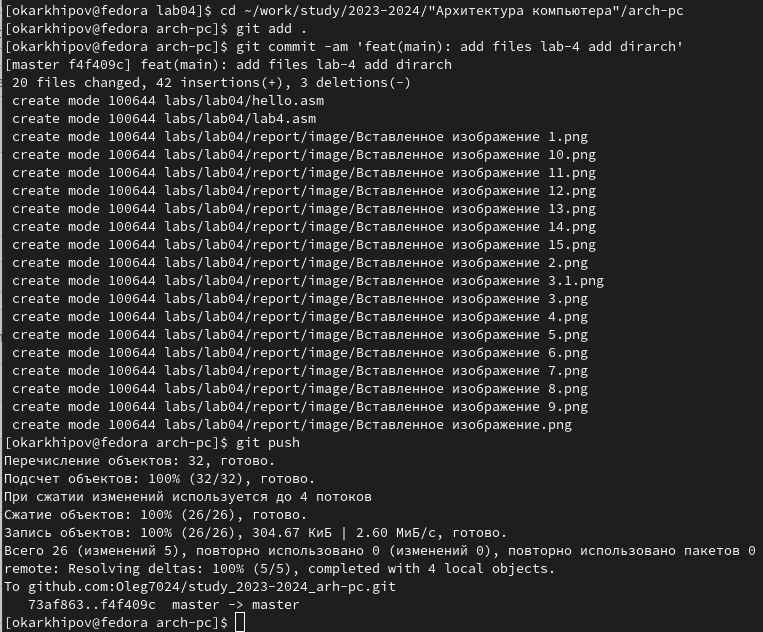 [okarkhipov@fedora lab04]$ cd ~/work/study/2023-2024/"Архитектура компьютера"/arch-pc
[okarkhipov@fedora arch-pc]$ git add .
[okarkhipov@fedora arch-pc]$ git commit -am 'feat(main): add files lab-4 add dirarch'
[master f4f409c] feat(main): add files lab-4 add dirarch
 20 files changed, 42 insertions(+), 3 deletions(-)
 create mode 100644 labs/lab04/hello.asm
 create mode 100644 labs/lab04/lab4.asm
 create mode 100644 labs/lab04/report/image/Вставленное изображение 1.png
 create mode 100644 labs/lab04/report/image/Вставленное изображение 10.png
 create mode 100644 labs/lab04/report/image/Вставленное изображение 11.png
 create mode 100644 labs/lab04/report/image/Вставленное изображение 12.png
 create mode 100644 labs/lab04/report/image/Вставленное изображение 13.png
 create mode 100644 labs/lab04/report/image/Вставленное изображение 14.png
 create mode 100644 labs/lab04/report/image/Вставленное изображение 15.png
 create mode 100644 labs/lab04/report/image/Вставленное изображение 2.png
 create mode 100644 labs/lab04/report/image/Вставленное изображение 3.1.png
 create mode 100644 labs/lab04/report/image/Вставленное изображение 3.png
 create mode 100644 labs/lab04/report/image/Вставленное изображение 4.png
 create mode 100644 labs/lab04/report/image/Вставленное изображение 5.png
 create mode 100644 labs/lab04/report/image/Вставленное изображение 6.png
 create mode 100644 labs/lab04/report/image/Вставленное изображение 7.png
 create mode 100644 labs/lab04/report/image/Вставленное изображение 8.png
 create mode 100644 labs/lab04/report/image/Вставленное изображение 9.png
 create mode 100644 labs/lab04/report/image/Вставленное изображение.png
[okarkhipov@fedora arch-pc]$ git push
Перечисление объектов: 32, готово.
Подсчет объектов: 100% (32/32), готово.
При сжатии изменений используется до 4 потоков
Сжатие объектов: 100% (26/26), готово.
Запись объектов: 100% (26/26), 304.67 КиБ | 2.60 МиБ/с, готово.
Всего 26 (изменений 5), повторно использовано 0 (изменений 0), повторно использовано пакетов 0
remote: Resolving deltas: 100% (5/5), completed with 4 local objects.
To github.com:Oleg7024/study_2023-2024_arh-pc.git
   73af863..f4f409c  master -> master
[okarkhipov@fedora arch-pc]$